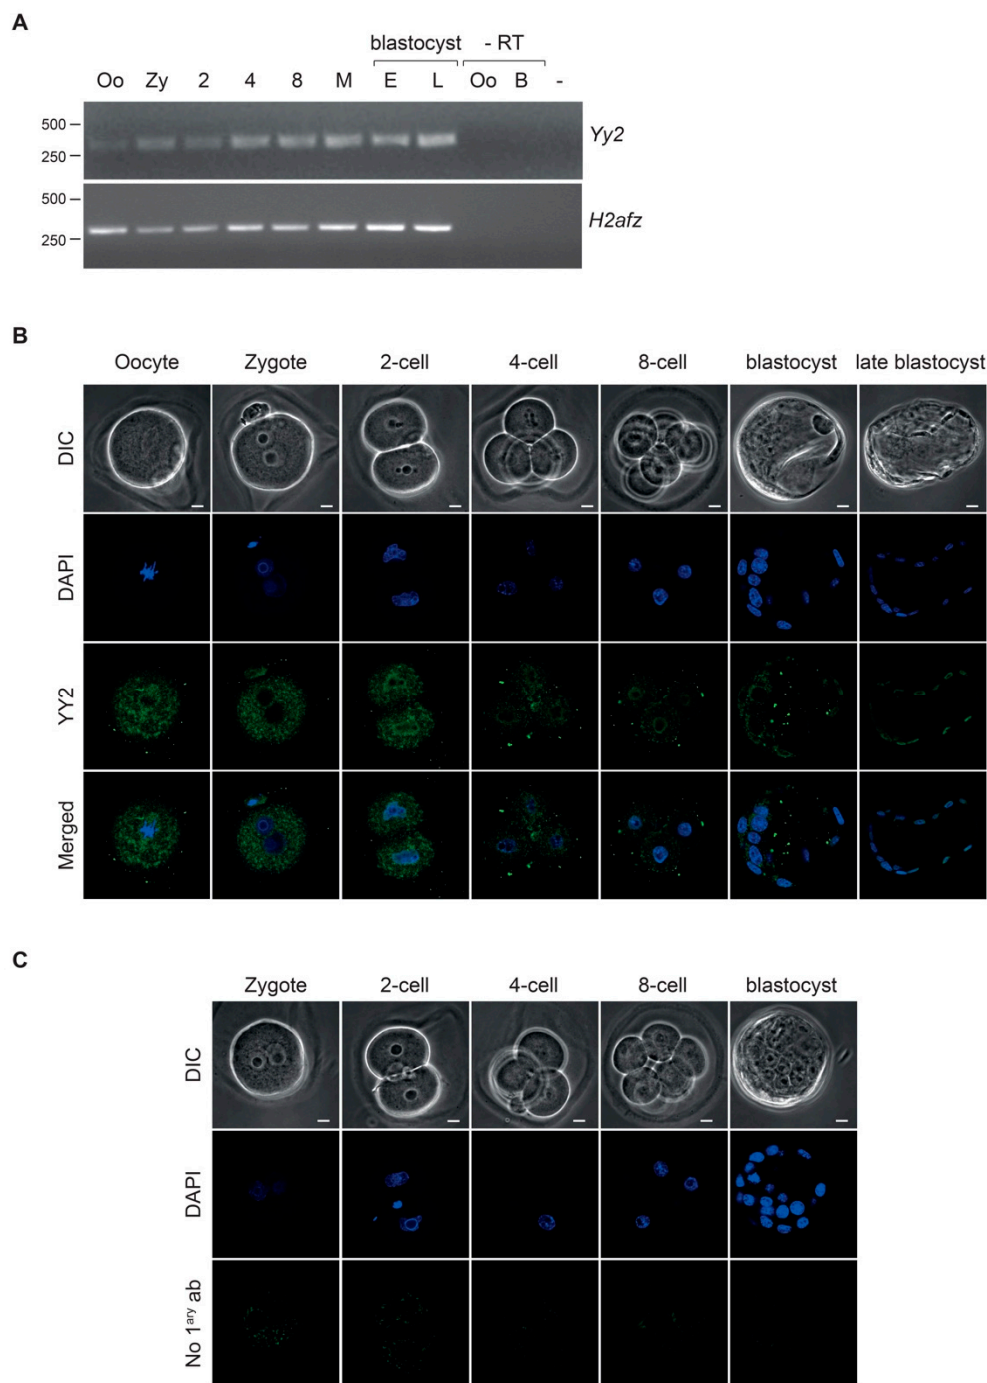 A
blastocyst - RT
Oo Zy 2 4 8 M E L Oo B -
500
250
Yy2
500
250
H2afz
B
Oocyte Zygote 2-cell 4-cell 8-cell blastocyst late blastocyst
DIC
DAPI
YY2
Merged
C
Zygote 2-cell 4-cell 8-cell blastocyst
DIC
DAPI
No 1ary ab